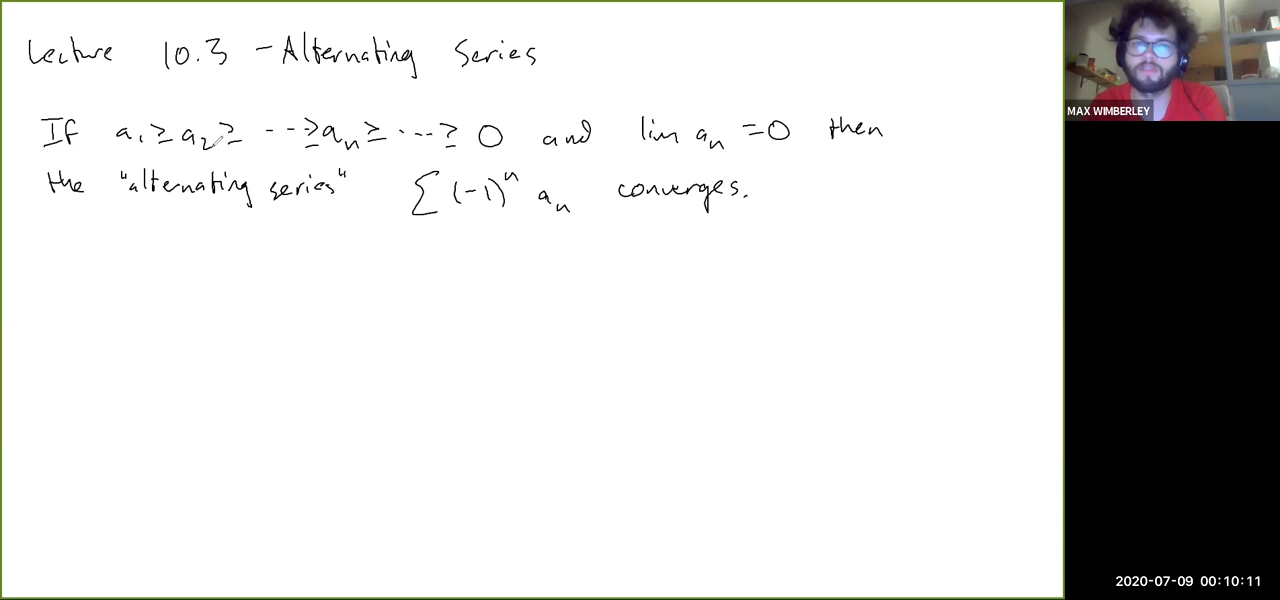 Lecture 10.3 - Alternating Series
If a₁ ≥ a₂ ≥ --- ≥ aₙ ≥ ... ≥ 0 and lim aₙ = 0 then
the "alternating series" ∑ (-1)ⁿ aₙ converges.
MAX WIMBERLEY
2020-07-09 00:10:11